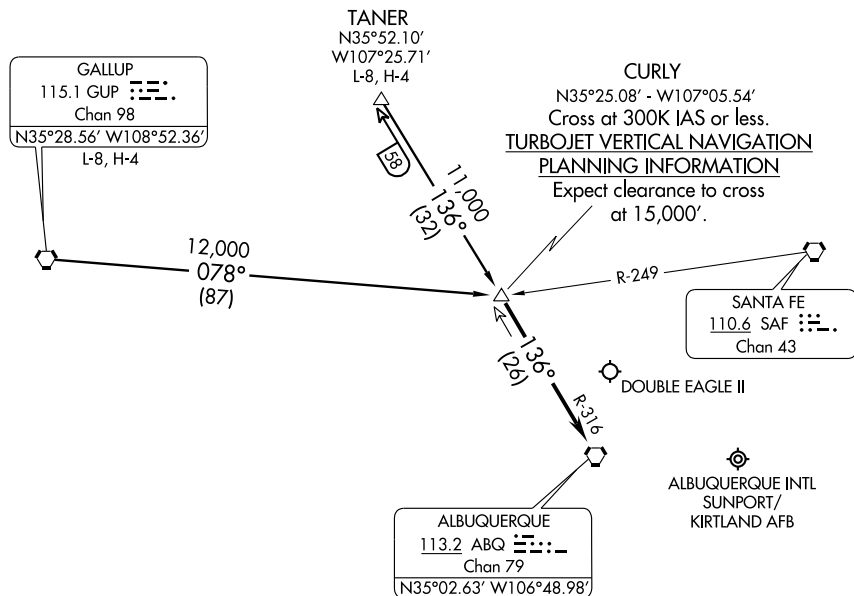 TANER
N35°52.10′
W107°25.71′
L-8, H-4
GALLUP
115.1 GUP
Chan 98
N35°28.56′ W108°52.36′
L-8, H-4
CURLY
N35°25.08′ - W107°05.54′
Cross at 300K IAS or less.
TURBOJET VERTICAL NAVIGATION
PLANNING INFORMATION
Expect clearance to cross
at 15,000′.
58
11,000
136°
(32)
12,000
078°
(87)
R-249
SANTA FE
110.6 SAF
Chan 43
136°
(26)
R-316
DOUBLE EAGLE II
ALBUQUERQUE INTL
SUNPORT/
KIRTLAND AFB
ALBUQUERQUE
113.2 ABQ
Chan 79
N35°02.63′ W106°48.98′